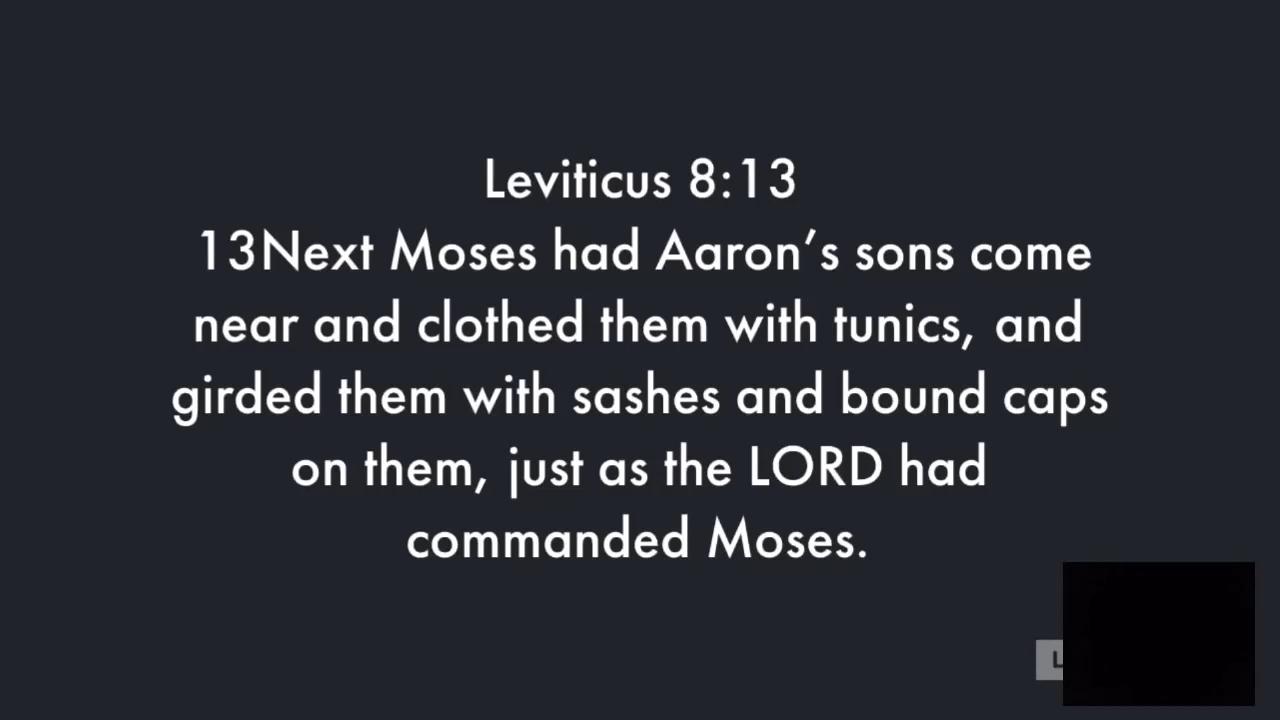 Leviticus 8:13
13Next Moses had Aaron’s sons come
near and clothed them with tunics, and
girded them with sashes and bound caps
on them, just as the LORD had
commanded Moses.